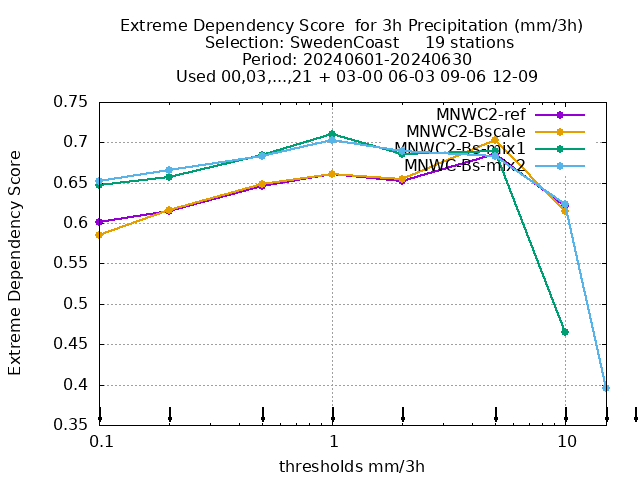 Extreme Dependency Score  for 3h Precipitation (mm/3h)
Selection: SwedenCoast     19 stations
Period: 20240601-20240630
Used 00,03,...,21 + 03-00 06-03 09-06 12-09
MNWC2-ref
MNWC2-Bscale
MNWC2-Bs-mix1
MNWC-Bs-mix2
Extreme Dependency Score
0.75
0.7
0.65
0.6
0.55
0.5
0.45
0.4
0.35
0.1
1
10
thresholds mm/3h